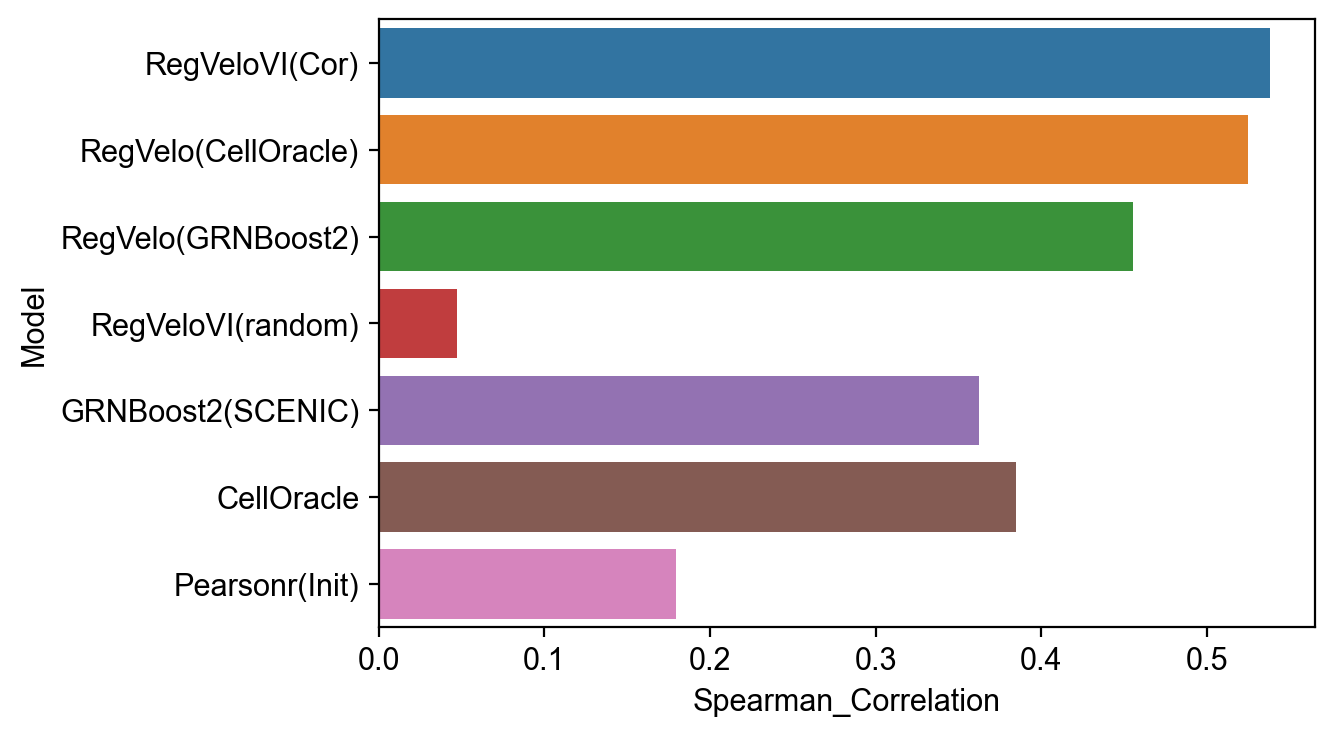 RegVeloVI(Cor)
RegVelo(CellOracle)
RegVelo(GRNBoost2)
RegVeloVI(random)
GRNBoost2(SCENIC)
CellOracle
Pearsonr(Init)
Model
0.0 0.1 0.2 0.3 0.4 0.5
Spearman_Correlation